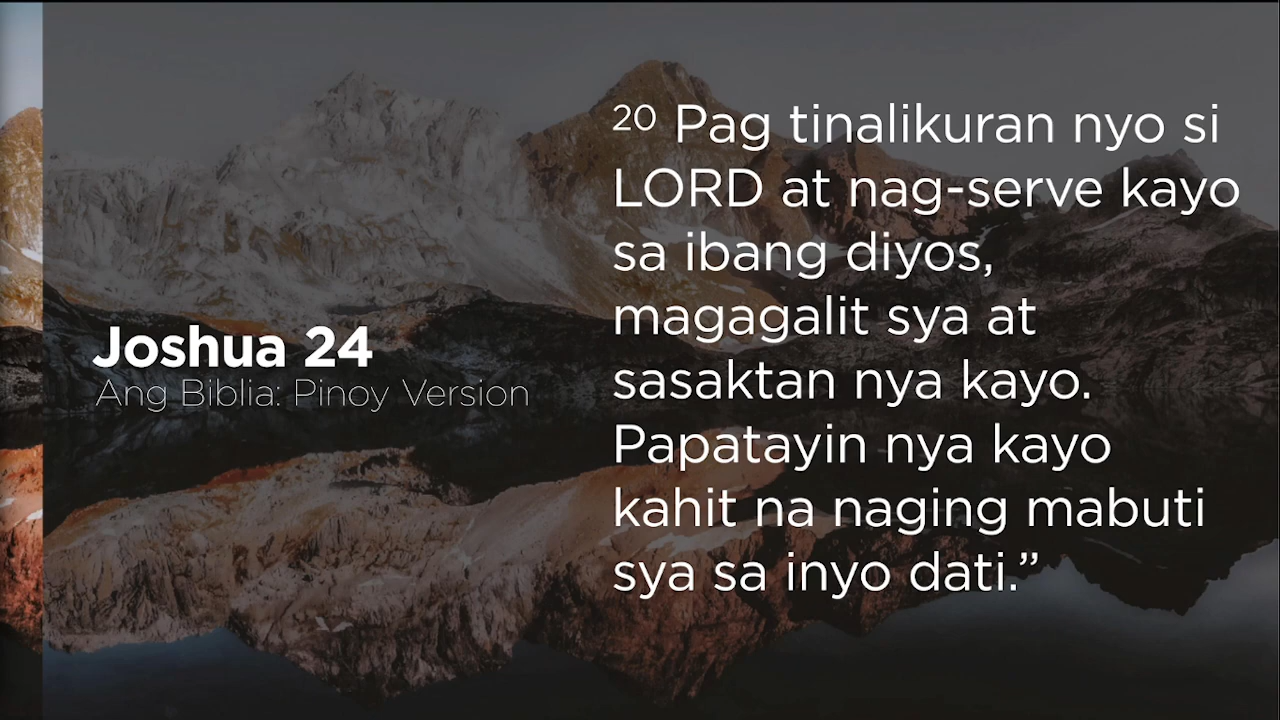 Joshua 24
Ang Biblia: Pinoy Version
20 Pag tinalikuran nyo si
LORD at nag-serve kayo
sa ibang diyos,
magagalit sya at
sasaktan nya kayo.
Papatayin nya kayo
kahit na naging mabuti
sya sa inyo dati.”